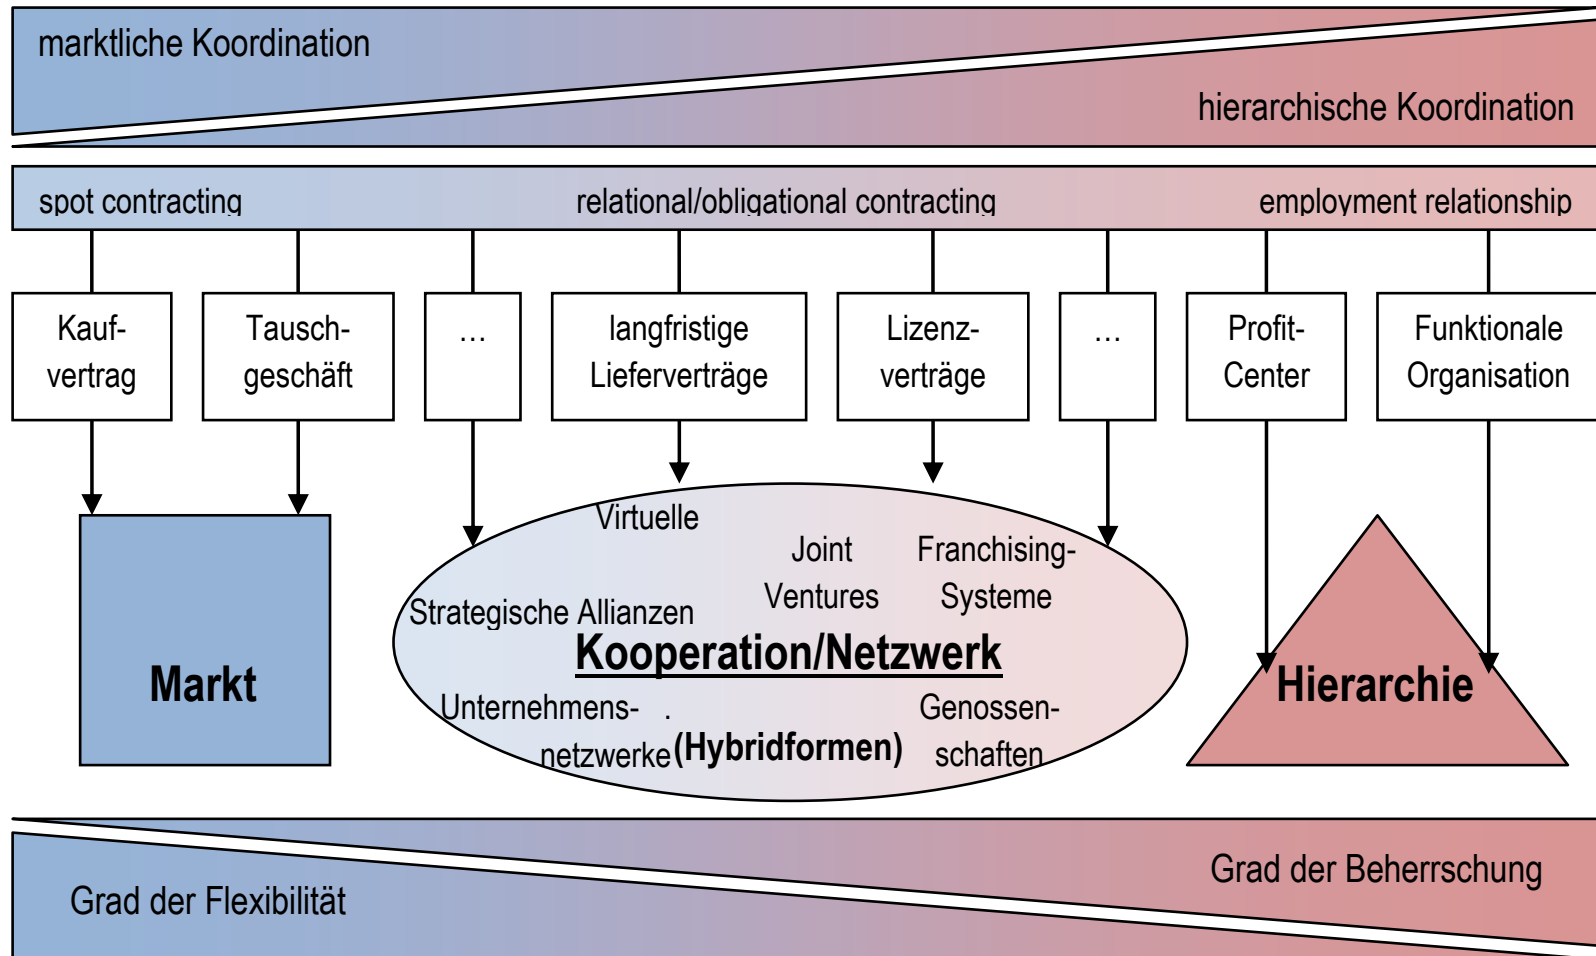 marktliche Koordination
hierarchische Koordination
spot contracting
relational/obligational contracting
employment relationship
Kauf-
vertrag
Tausch-
geschäft
…
langfristige
Lieferverträge
Lizenz-
verträge
…
Profit-
Center
Funktionale
Organisation
Virtuelle
Joint
Ventures
Franchising-
Systeme
Strategische Allianzen
Kooperation/Netzwerk
Markt
Hierarchie
Unternehmens-
netzwerke
.
(Hybridformen)
Genossen-
schaften
Grad der Beherrschung
Grad der Flexibilität